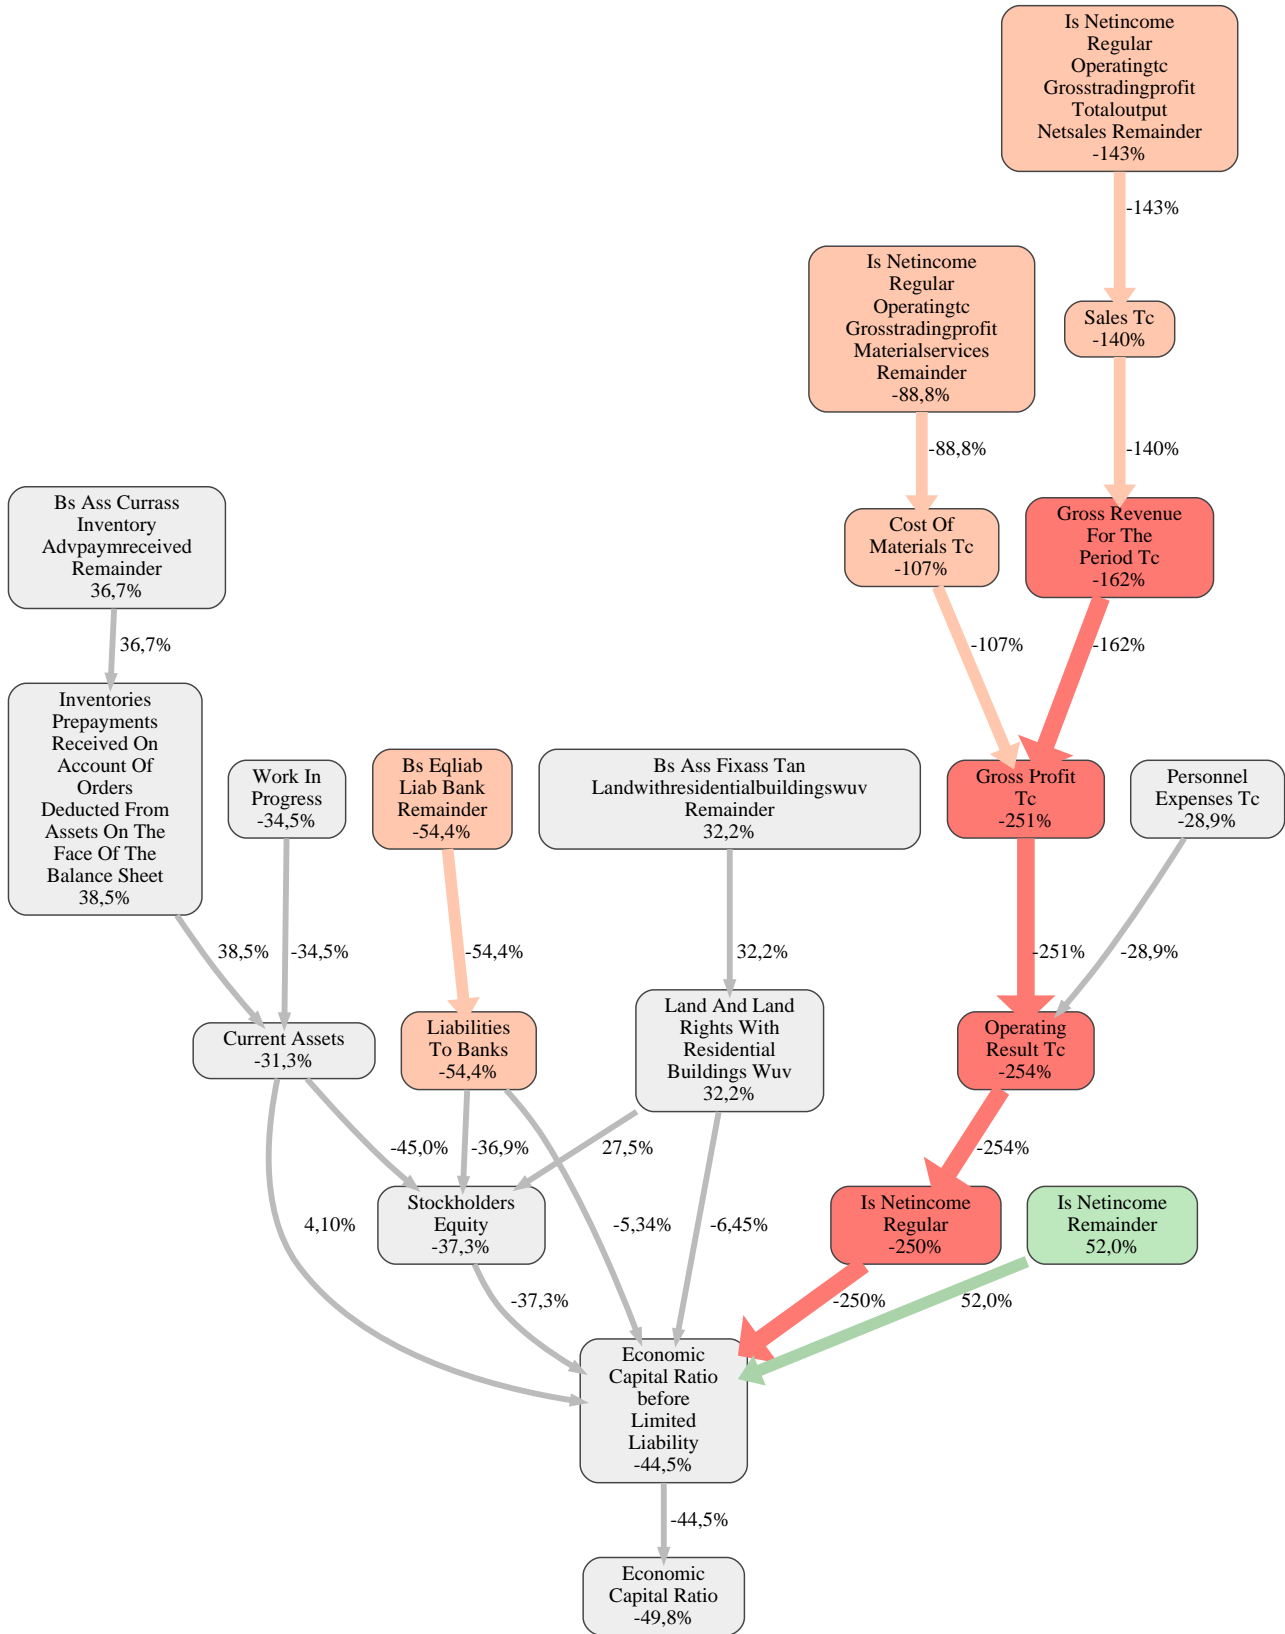 Is Netincome
Regular
Operatingtc
Grosstradingprofit
Totaloutput
Netsales Remainder
-143%
-143%
Is Netincome
Regular
Operatingtc
Grosstradingprofit
Materialservices
Remainder
-88,8%
Sales Tc
-140%
-88,8%
-140%
Bs Ass Currass
Inventory
Advpaymreceived
Remainder
36,7%
Cost Of
Materials Tc
-107%
Gross Revenue
For The
Period Tc
-162%
36,7%
-107%
-162%
Inventories
Prepayments
Received On
Account Of
Orders
Deducted From
Assets On The
Face Of The
Balance Sheet
38,5%
Work In
Progress
-34,5%
Bs Eqliab
Liab Bank
Remainder
-54,4%
Bs Ass Fixass Tan
Landwithresidentialbuildingswuv
Remainder
32,2%
Gross Profit
Tc
-251%
Personnel
Expenses Tc
-28,9%
38,5%
-34,5%
-54,4%
32,2%
-251%
-28,9%
Current Assets
-31,3%
Liabilities
To Banks
-54,4%
Land And Land
Rights With
Residential
Buildings Wuv
32,2%
Operating
Result Tc
-254%
-45,0%
-36,9%
27,5%
-254%
4,10%
Stockholders
Equity
-37,3%
-5,34%
-6,45%
Is Netincome
Regular
-250%
Is Netincome
Remainder
52,0%
-37,3%
-250%
52,0%
Economic
Capital Ratio
before
Limited
Liability
-44,5%
-44,5%
Economic
Capital Ratio
-49,8%